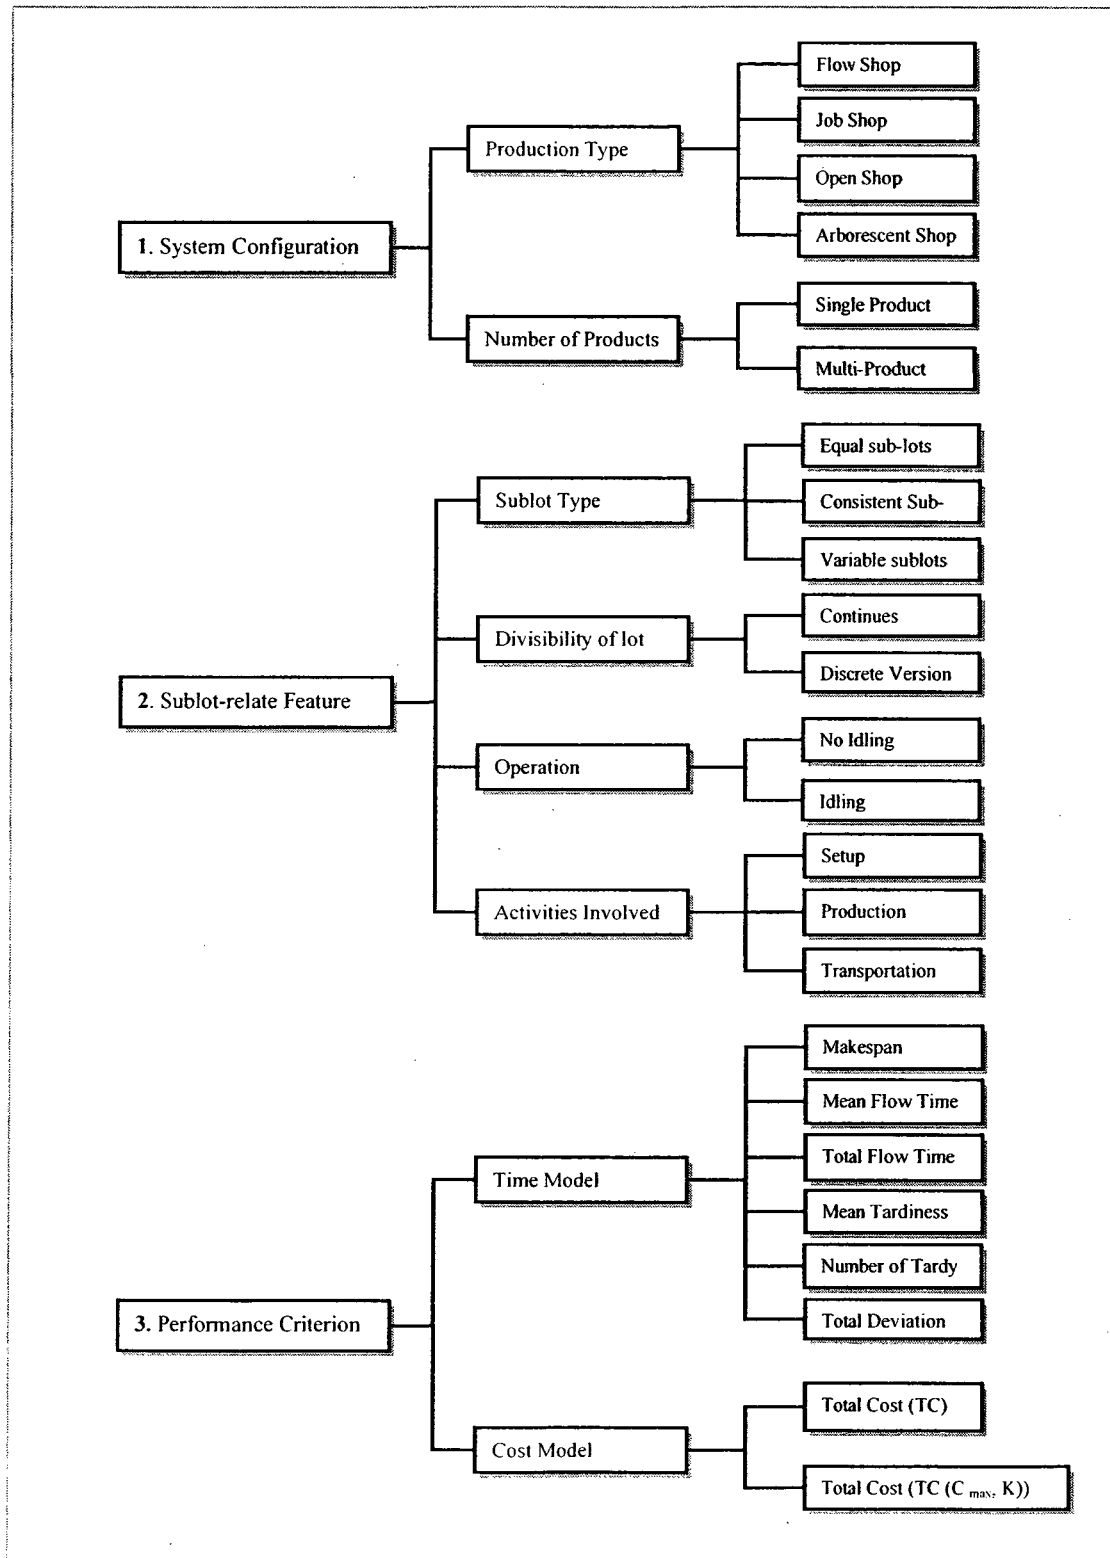 Flow Shop
Job Shop
Production Type
Open Shop
Arborescent Shop
1. System Configuration
Single Product
Number of Products
Multi-Product
Equal sub-lots
Sublot Type
Consistent Sub-
Variable sublots
Continues
Divisibility of lot
Discrete Version
2. Sublot-relate Feature
No Idling
Operation
Idling
Setup
Activities Involved
Production
Transportation
Makespan
Mean Flow Time
Total Flow Time
Time Model
Mean Tardiness
Number of Tardy
Total Deviation
3. Performance Criterion
Total Cost (TC)
Cost Model
Total Cost (TC (C max, K))